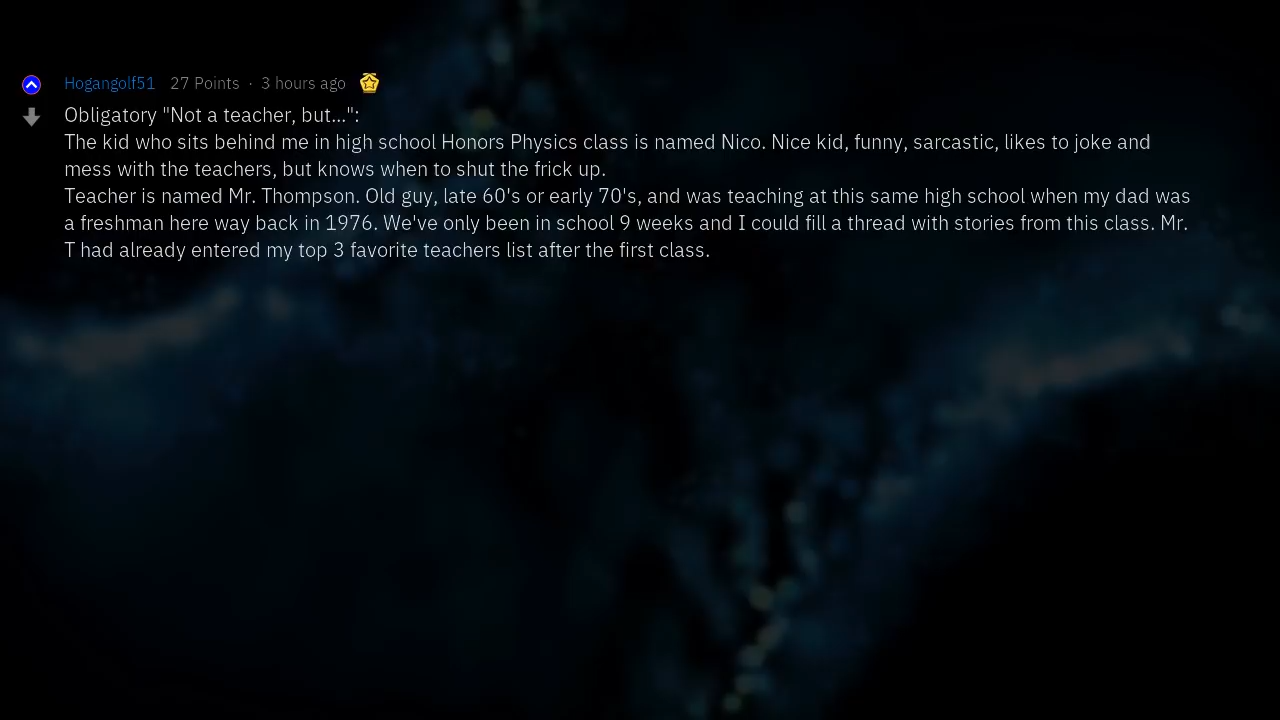 Hogangolf51 27 Points · 3 hours ago
Obligatory "Not a teacher, but...":
The kid who sits behind me in high school Honors Physics class is named Nico. Nice kid, funny, sarcastic, likes to joke and
mess with the teachers, but knows when to shut the frick up.
Teacher is named Mr. Thompson. Old guy, late 60's or early 70's, and was teaching at this same high school when my dad was
a freshman here way back in 1976. We've only been in school 9 weeks and I could fill a thread with stories from this class. Mr.
T had already entered my top 3 favorite teachers list after the first class.